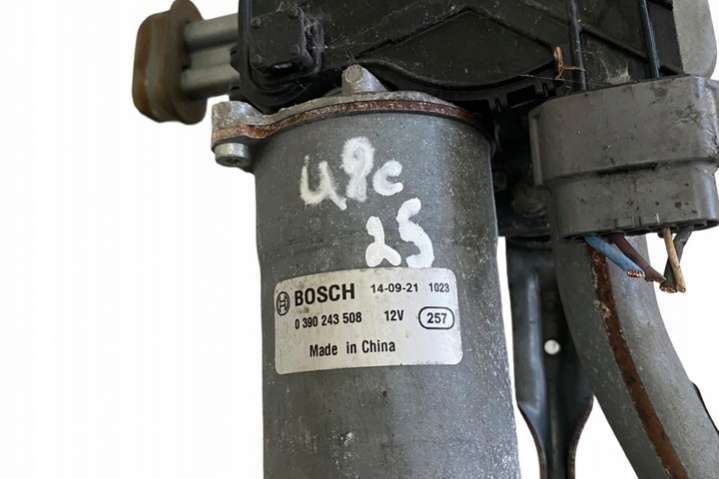 U8c
25
BOSCH 14-09-21 1023
0 390 243 508 12V 257
Made in China